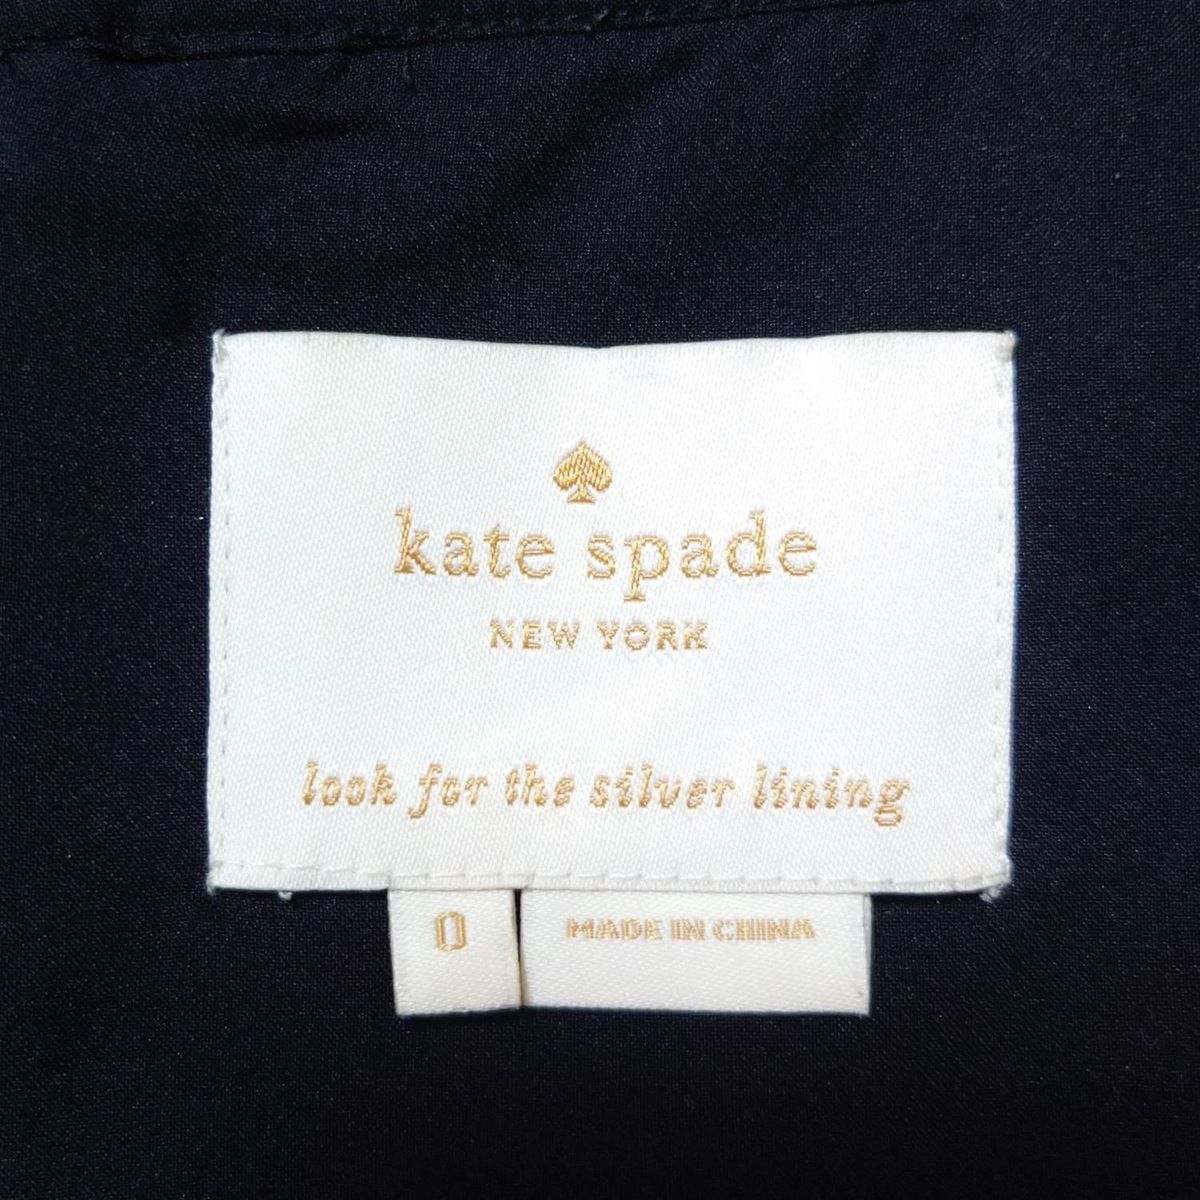 kate spade
NEW YORK
look for the silver lining
0
MADE IN CHINA